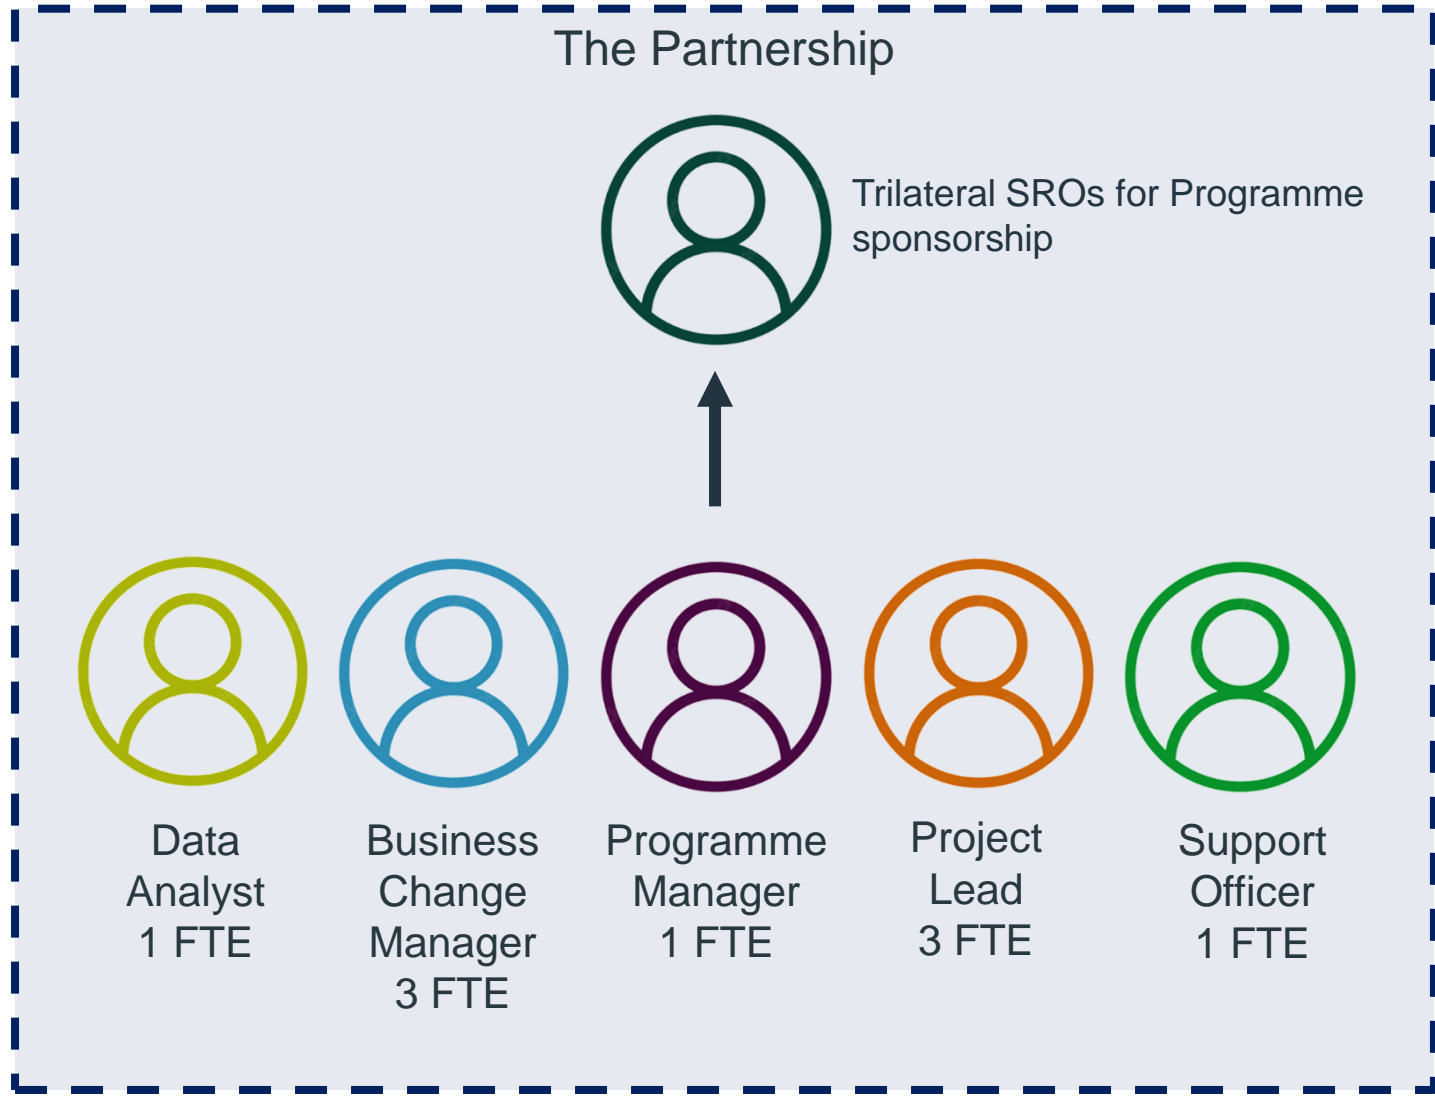 The Partnership
Trilateral SROs for Programme
sponsorship
Data
Analyst
1 FTE
Business
Change
Manager
3 FTE
Programme
Manager
1 FTE
Project
Lead
3 FTE
Support
Officer
1 FTE